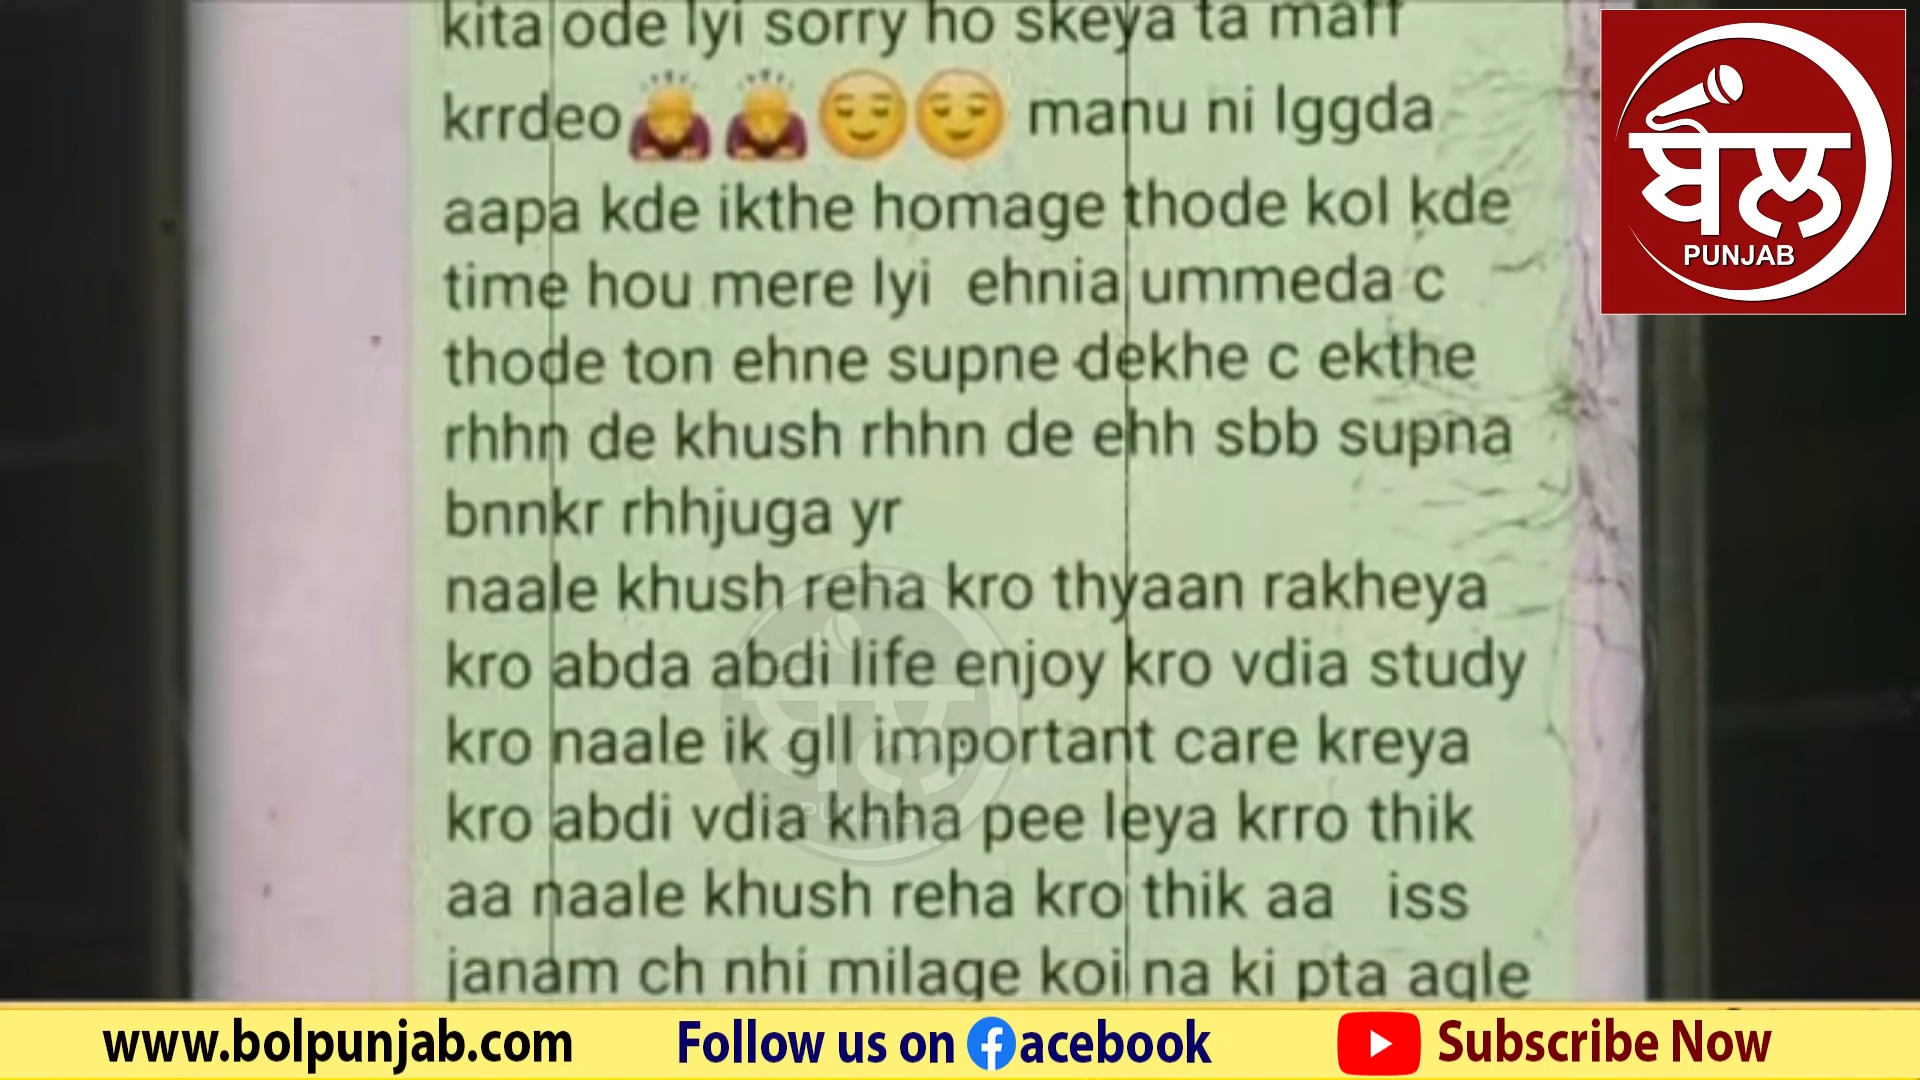 kita ode lyi sorry ho skeya ta maff
krrdeo🙇🙇😌😌 manu ni lggda
aapa kde ikthe homage thode kol kde
time hou mere lyi ehnia ummeda c
thode ton ehne supne dekhe c ekthe
rhhn de khush rhhn de ehh sbb supna
bnnkr rhhjuga yr
naale khush reha kro thyaan rakheya
kro abda abdi life enjoy kro vdia study
kro naale ik gll important care kreya
kro abdi vdia khha pee leya krro thik
aa naale khush reha kro thik aa iss
janam ch nhi milage koi na ki pta agle
ਬੋਲ
PUNJAB
ਬੋਲ
PUNJAB
www.bolpunjab.com Follow us on facebook Subscribe Now